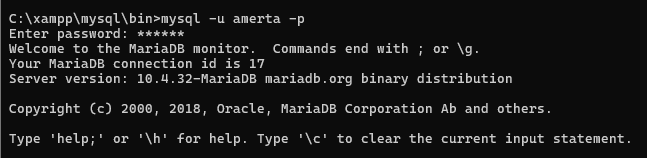 C:\xampp\mysql\bin>mysql -u amerta -p
Enter password: ******
Welcome to the MariaDB monitor.  Commands end with ; or \g.
Your MariaDB connection id is 17
Server version: 10.4.32-MariaDB mariadb.org binary distribution
Copyright (c) 2000, 2018, Oracle, MariaDB Corporation Ab and others.
Type 'help;' or '\h' for help. Type '\c' to clear the current input statement.